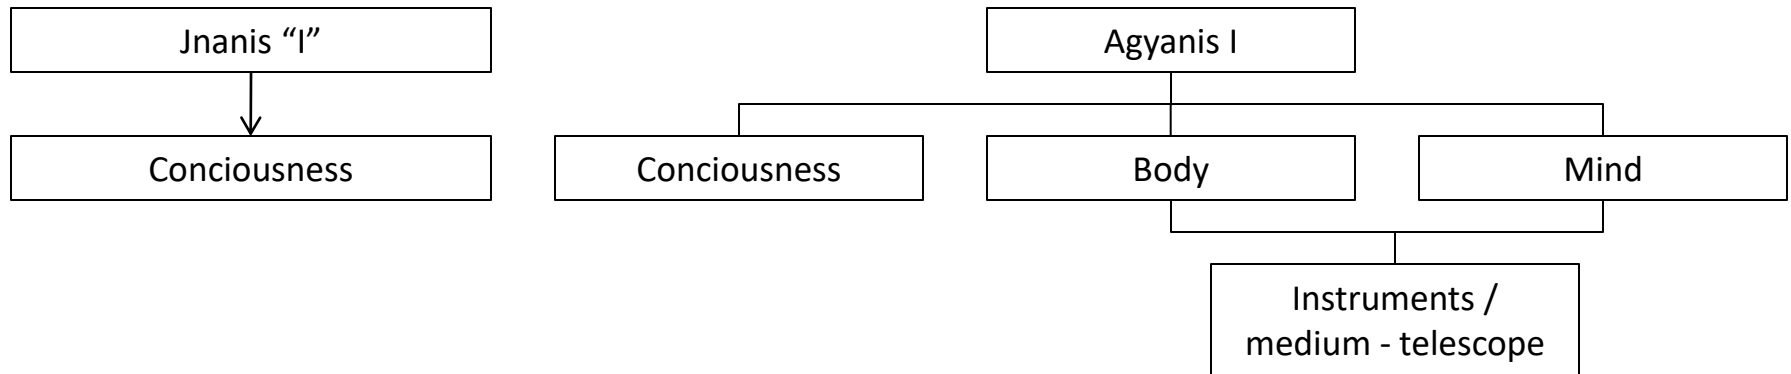 Jnanis “I”
Agyanis I
Conciousness
Conciousness
Body
Mind
Instruments /
medium - telescope